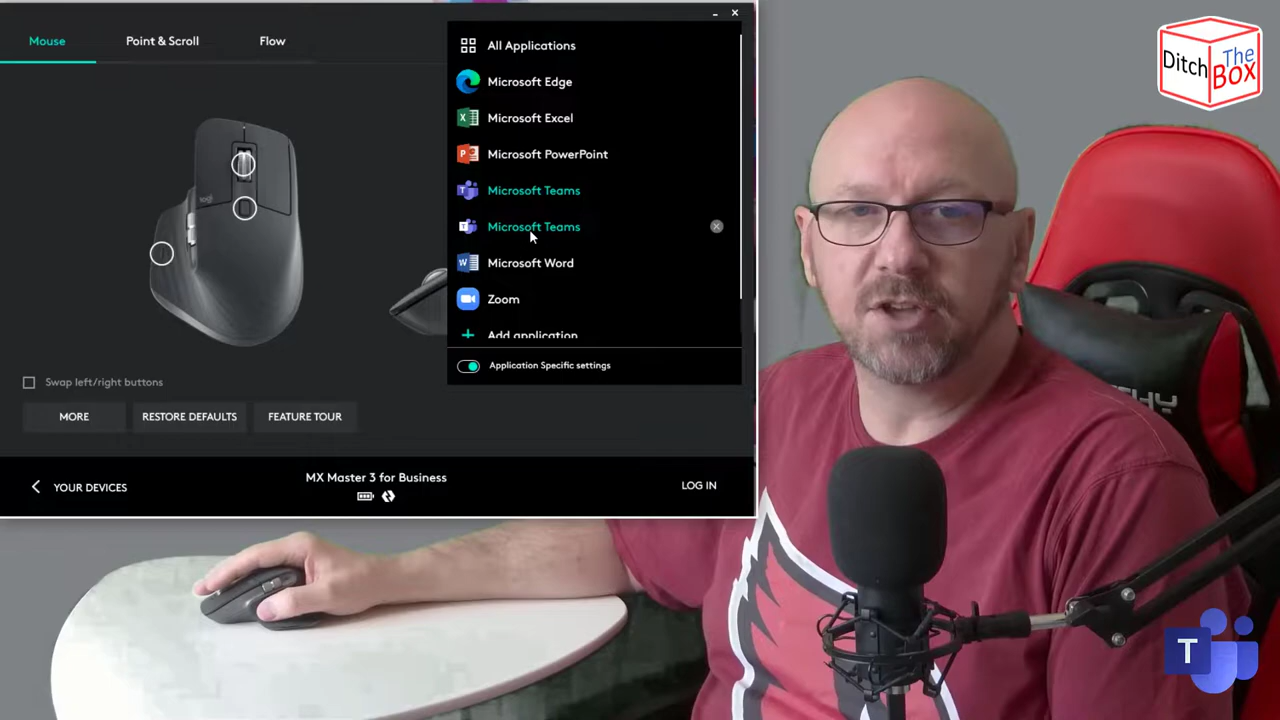 Mouse
Point & Scroll
Flow
All Applications
Microsoft Edge
Microsoft Excel
Microsoft PowerPoint
Microsoft Teams
Microsoft Teams
Microsoft Word
Zoom
Add application
Application Specific settings
Swap left/right buttons
MORE
RESTORE DEFAULTS
FEATURE TOUR
YOUR DEVICES
MX Master 3 for Business
LOG IN
logi
Ditch
The
Box
T